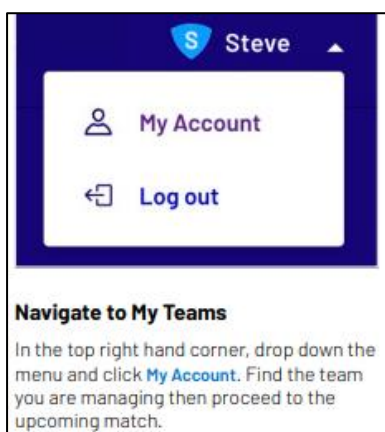 S Steve
My Account
Log out
Navigate to My Teams
In the top right hand corner, drop down the
menu and click My Account. Find the team
you are managing then proceed to the
upcoming match.